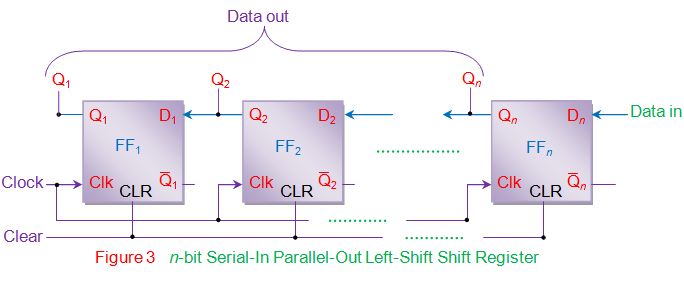 Data out
Q1 Q2 Qn
Q1 D1 Q2 D2 Qn Dn Data in
FF1 FF2 FFn
Clock Clk Q̅1 Clk Q̅2 Clk Q̅n
CLR CLR CLR
Clear
Figure 3 n-bit Serial-In Parallel-Out Left-Shift Shift Register